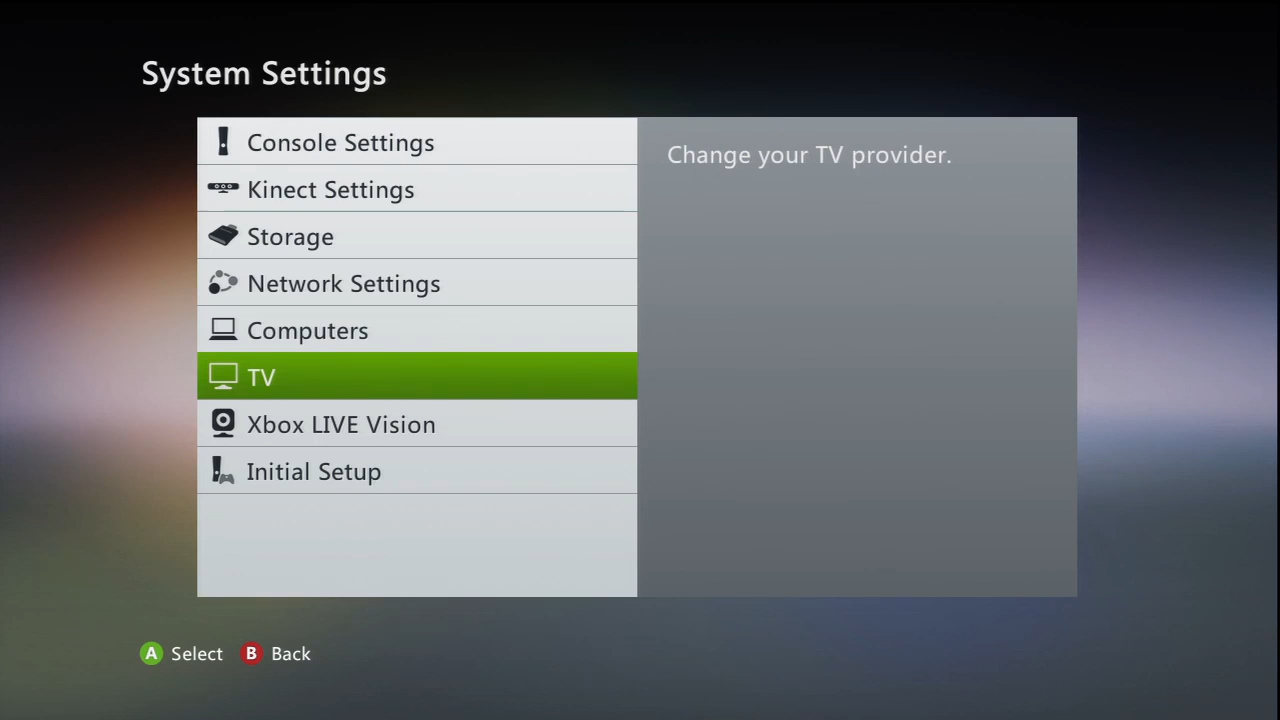 System Settings
Console Settings
Kinect Settings
Storage
Network Settings
Computers
TV
Xbox LIVE Vision
Initial Setup
Change your TV provider.
A Select B Back